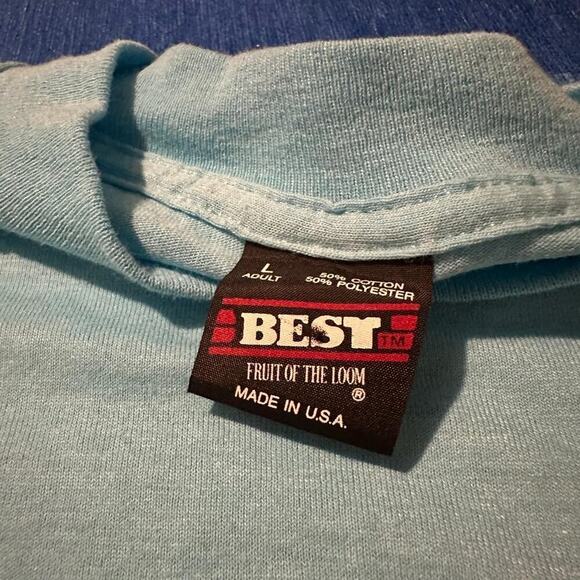 L 50% COTTON
ADULT 50% POLYESTER
BEST TM
FRUIT OF THE LOOM
®
MADE IN U.S.A.